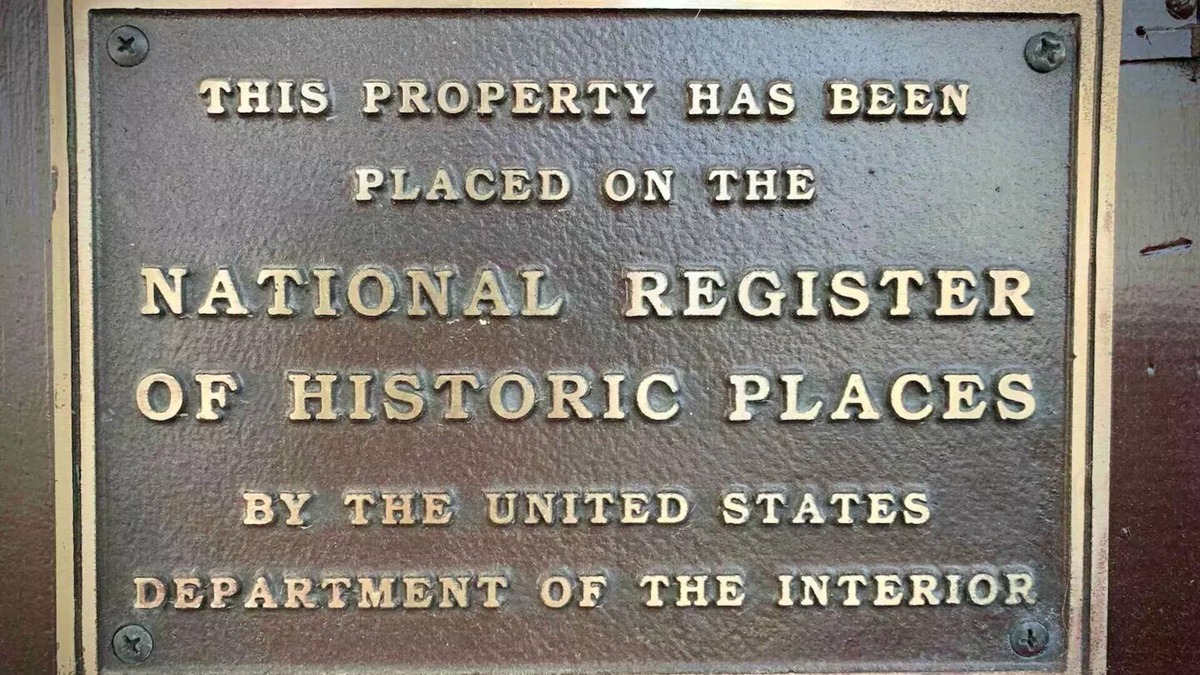 THIS PROPERTY HAS BEEN
PLACED ON THE
NATIONAL REGISTER
OF HISTORIC PLACES
BY THE UNITED STATES
DEPARTMENT OF THE INTERIOR